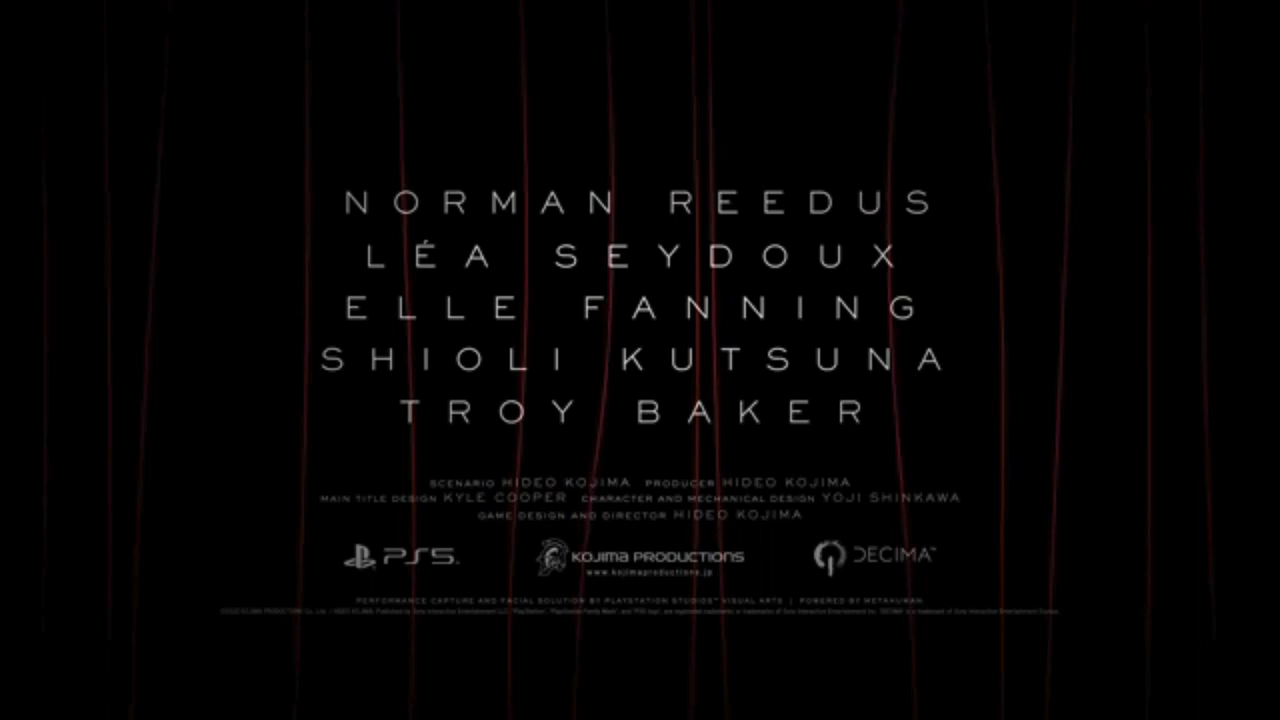 NORMAN REEDUS
LÉA SEYDOUX
ELLE FANNING
SHIOLI KUTSUNA
TROY BAKER
SCENARIO HIDEO KOJIMA PRODUCER HIDEO KOJIMA
MAIN TITLE DESIGN KYLE COOPER CHARACTER AND MECHANICAL DESIGN YOJI SHINKAWA
GAME DESIGN AND DIRECTOR HIDEO KOJIMA
PS5 KOJIMA PRODUCTIONS DECIMA™
www.kojimaproductions.jp
PERFORMANCE CAPTURE AND FACIAL SOLUTION BY PLAYSTATION STUDIOS™ VISUAL ARTS | POWERED BY METAHUMAN